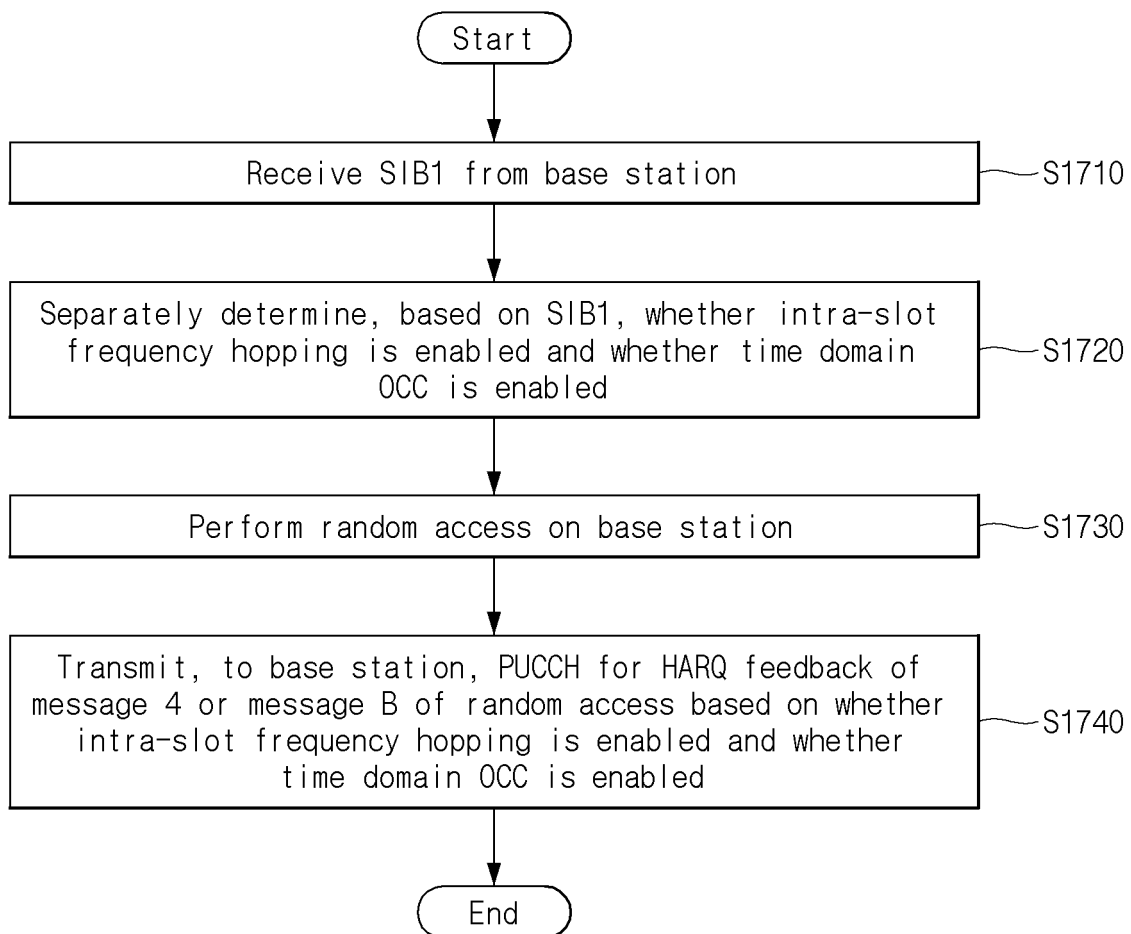 Start
Receive SIB1 from base station
S1710
Separately determine, based on SIB1, whether intra-slot
frequency hopping is enabled and whether time domain
OCC is enabled
S1720
Perform random access on base station
S1730
Transmit, to base station, PUCCH for HARQ feedback of
message 4 or message B of random access based on whether
intra-slot frequency hopping is enabled and whether
time domain OCC is enabled
S1740
End